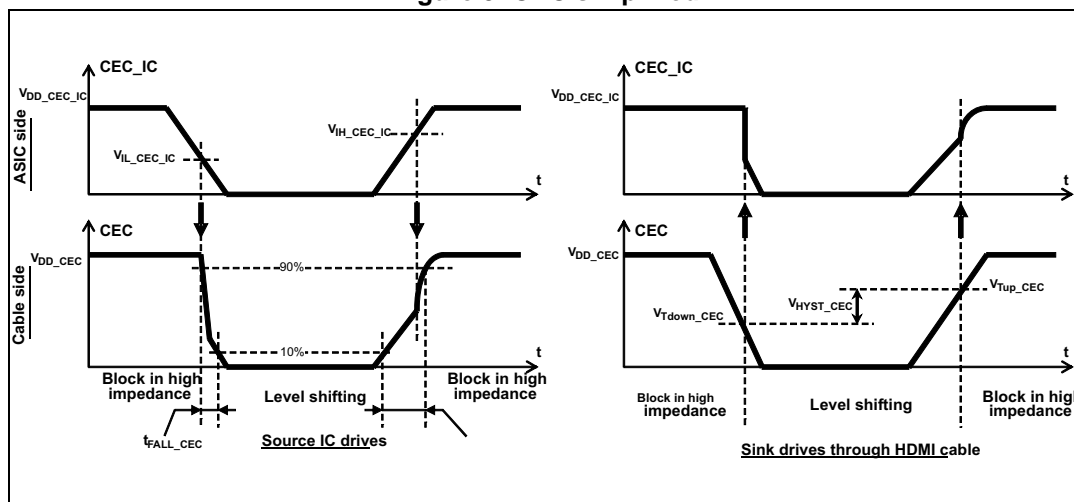 CEC_IC
VDD_CEC_IC
VIH_CEC_IC
VIL_CEC_IC
ASIC side
t
CEC
VDD_CEC
90%
10%
Cable side
t
Block in high
impedance
Level shifting
Block in high
impedance
tFALL_CEC
Source IC drives
CEC_IC
VDD_CEC_IC
t
CEC
VDD_CEC
VTup_CEC
VHYST_CEC
VTdown_CEC
t
Block in high
impedance
Level shifting
Block in high
impedance
Sink drives through HDMI cable